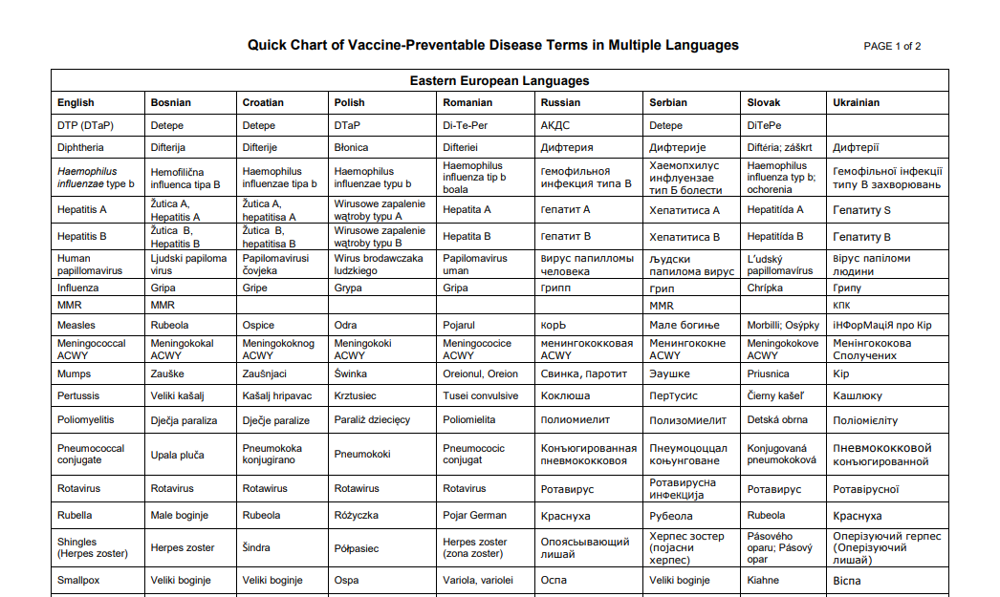 Quick Chart of Vaccine-Preventable Disease Terms in Multiple Languages PAGE 1 of 2
Eastern European Languages
English Bosnian Croatian Polish Romanian Russian Serbian Slovak Ukrainian
DTP (DTaP) Detepe Detepe DTaP Di-Te-Per АКДС Detepe DiTePe
Diphtheria Difterija Difterije Błonica Difteriei Дифтерия Дифтерије Diftéria; záškrt Дифтерії
Haemophilus influenzae type b Hemofilična influenca tipa B Haemophilus influenzae tipa b Haemophilus influenzae typu b Haemophilus influenza tip b boala гемофильноя инфекция типа B Хаемопхилус инфлуензае тип Б болести Haemophilus influenza typ b; ochorenia Гемофільної інфекції типу В захворювань
Hepatitis A Žutica A, Hepatitis A Žutica A, hepatitisa A Wirusowe zapalenie wątroby typu A Hepatita A гепатит А Хепатитиса А Hepatitída A Гепатиту S
Hepatitis B Žutica B, Hepatitis B Žutica B, hepatitisa B Wirusowe zapalenie wątroby typu B Hepatita B гепатит B Хепатитиса B Hepatitída B Гепатиту B
Human papillomavirus Ljudski papiloma virus Papilomavirusi čovjeka Wirus brodawczaka ludzkiego Papilomavirus uman вирус папилломы человека људски папилома вирус L'udský papillomavírus вірус папіломи людини
Influenza Gripa Gripe Grypa Gripa грипп грип Chrípka Грипу
MMR MMR MMR КПК
Measles Rubeola Ospice Odra Pojarul корЬ Мале богиње Morbilli; Osýpky іНФорМаціЯ про Кір
Meningococcal ACWY Meningokokal ACWY Meningokoknog ACWY Meningokoki ACWY Meningococice ACWY менингококковая ACWY Менингококне ACWY Meningokokove ACWY Менінгококова Сполучених
Mumps Zauške Zaušnjaci Świnka Oreionul, Oreion Свинка, паротит Эаушке Priusnica Кір
Pertussis Veliki kašalj Kašalj hripavac Krztusiec Tusei convulsive Коклюша Пертусис Čierny kašeľ Кашлюку
Poliomyelitis Dječja paraliza Dječje paralize Paraliż dziecięcy Poliomielita полиомиелит ПолизоМиелиТ Detská obrna Поліомієліту
Pneumococcal conjugate Upala pluča Pneumokoka konjugirano Pneumokoki Pneumococic conjugat Конъюгированная пневмококковоя Пнеумоцоццал коњунговане Konjugovaná pneumokoková пневмококковой конъюгированной
Rotavirus Rotavirus Rotawirus Rotawirus Rotavirus Ротавирус Ротавирусна инфекција Ротавирус Ротавірусної
Rubella Male boginje Rubeola Różyczka Pojar German Краснуха Рубеола Rubeola Краснуха
Shingles (Herpes zoster) Herpes zoster Šindra Półpasiec Herpes zoster (zona zoster) Опоясьывающий лишай Херпес зостер (појасни херпес) Pásového oparu; Pásový opar Оперізуючий герпес (Оперізуючий лишай)
Smallpox Veliki boginje Veliki boginje Ospa Variola, variolei Оспа Veliki boginje Kiahne Віспа